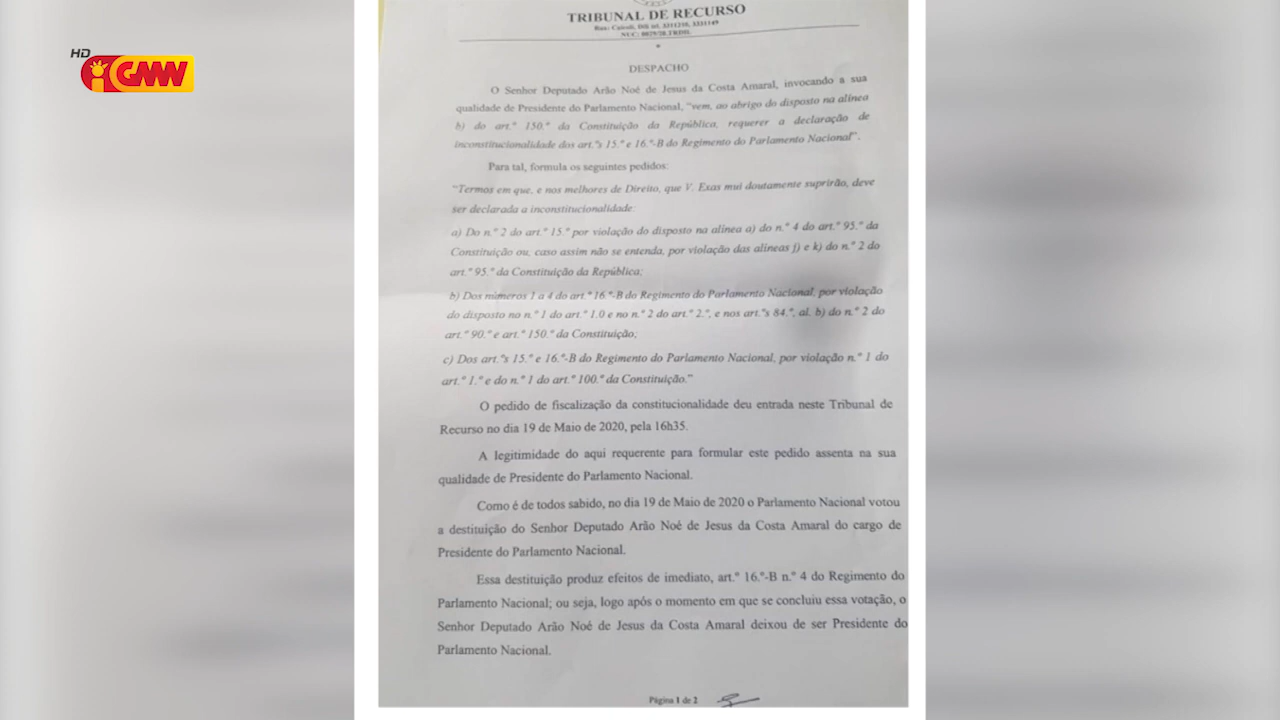 HD
GMN
TRIBUNAL DE RECURSO
Rua: Caicoli, Díli tel. 3331149
DESPACHO
O Senhor Deputado Arão Noé de Jesus da Costa Amaral, invocando a sua
qualidade de Presidente do Parlamento Nacional, "vem, ao abrigo do disposto na alínea
b) do art.º 150.º da Constituição da República, requerer a declaração de
inconstitucionalidade dos art.ºs 15.º e 16.º-B do Regimento do Parlamento Nacional".
Para tal, formula os seguintes pedidos:
"Termos em que, e nos melhores de Direito, que V. Exas mui doutamente suprirão, deve
ser declarada a inconstitucionalidade:
a) Do n.º 2 do art.º 15.º por violação do disposto na alínea a) do n.º 4 do art.º 95.º da
Constituição ou, caso assim não se entenda, por violação das alíneas j) e k) do n.º 2 do
art.º 95.º da Constituição da República;
b) Dos números 1 a 4 do art.º 16.º-B do Regimento do Parlamento Nacional, por violação
do disposto no n.º 1 do art.º 1.0 e no n.º 2 do art.º 2.º, e nos art.ºs 84.º, al. b) do n.º 2 do
art.º 90.º e art.º 150.º da Constituição;
c) Dos art.ºs 15.º e 16.º-B do Regimento do Parlamento Nacional, por violação n.º 1 do
art.º 1.º e do n.º 1 do art.º 100.º da Constituição."
O pedido de fiscalização da constitucionalidade deu entrada neste Tribunal de
Recurso no dia 19 de Maio de 2020, pela 16h35.
A legitimidade do aqui requerente para formular este pedido assenta na sua
qualidade de Presidente do Parlamento Nacional.
Como é de todos sabido, no dia 19 de Maio de 2020 o Parlamento Nacional votou
a destituição do Senhor Deputado Arão Noé de Jesus da Costa Amaral do cargo de
Presidente do Parlamento Nacional.
Essa destituição produz efeitos de imediato, art.º 16.º-B n.º 4 do Regimento do
Parlamento Nacional; ou seja, logo após o momento em que se concluiu essa votação, o
Senhor Deputado Arão Noé de Jesus da Costa Amaral deixou de ser Presidente do
Parlamento Nacional.
Página 1 de 2